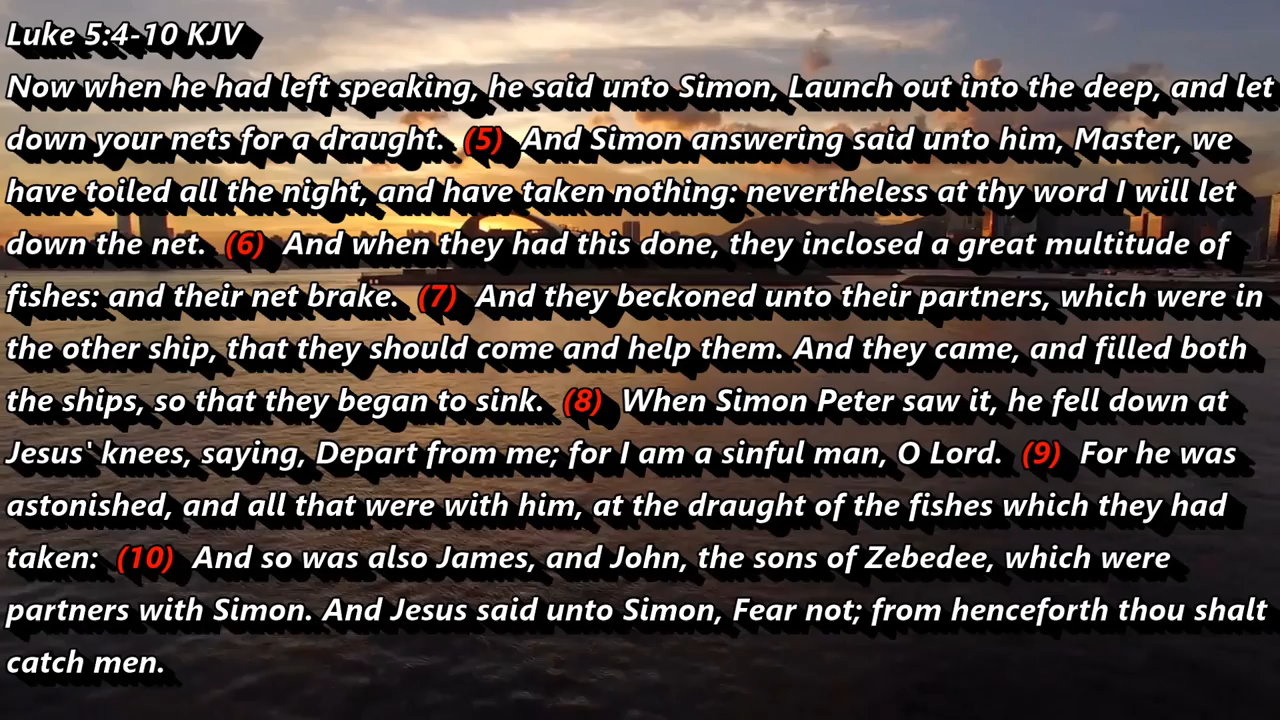 Luke 5:4-10 KJV
Now when he had left speaking, he said unto Simon, Launch out into the deep, and let
down your nets for a draught. (5) And Simon answering said unto him, Master, we
have toiled all the night, and have taken nothing: nevertheless at thy word I will let
down the net. (6) And when they had this done, they inclosed a great multitude of
fishes: and their net brake. (7) And they beckoned unto their partners, which were in
the other ship, that they should come and help them. And they came, and filled both
the ships, so that they began to sink. (8) When Simon Peter saw it, he fell down at
Jesus' knees, saying, Depart from me; for I am a sinful man, O Lord. (9) For he was
astonished, and all that were with him, at the draught of the fishes which they had
taken: (10) And so was also James, and John, the sons of Zebedee, which were
partners with Simon. And Jesus said unto Simon, Fear not; from henceforth thou shalt
catch men.